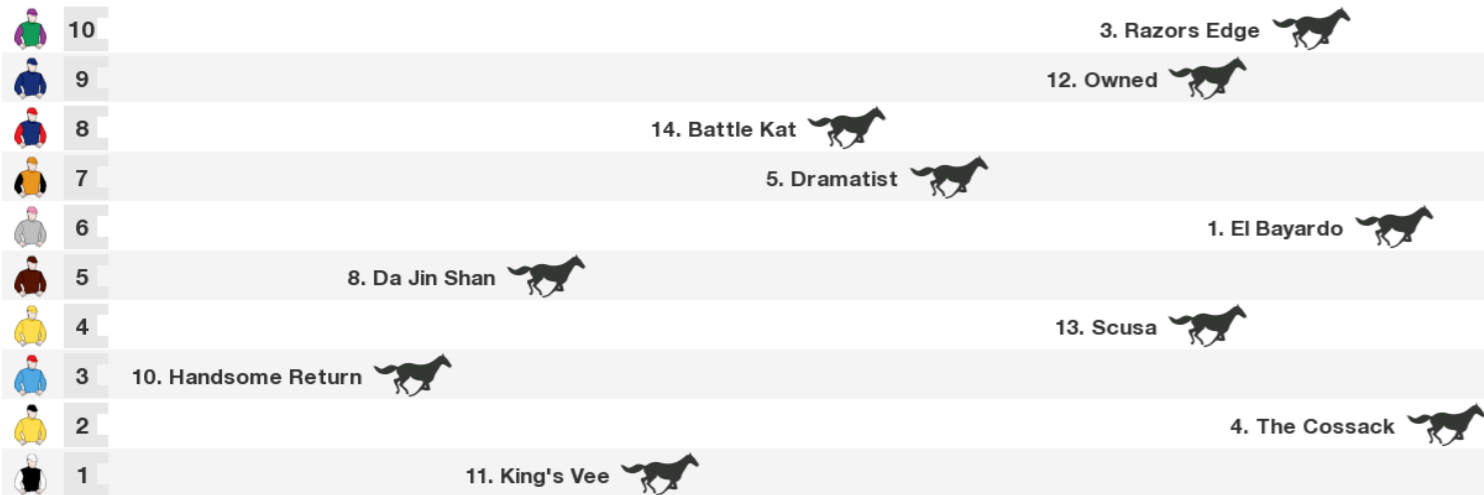 10 3. Razors Edge
9 12. Owned
8 14. Battle Kat
7 5. Dramatist
6 1. El Bayardo
5 8. Da Jin Shan
4 13. Scusa
3 10. Handsome Return
2 4. The Cossack
1 11. King's Vee